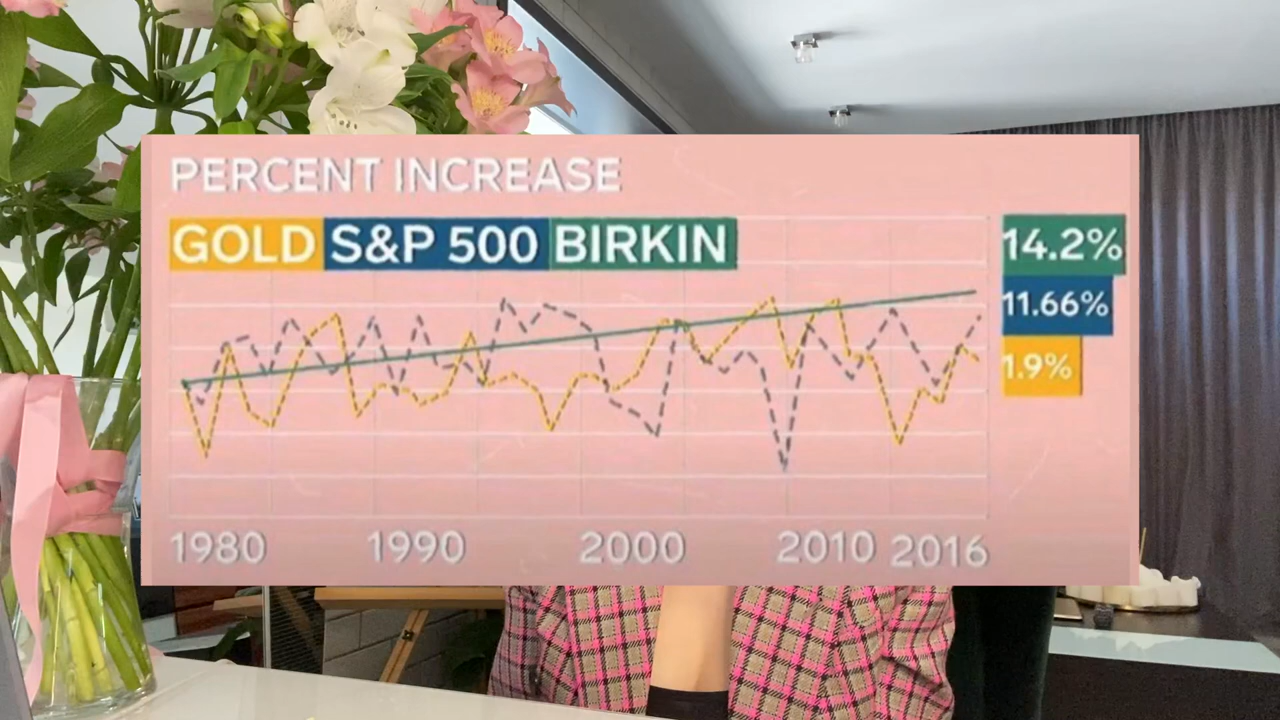 PERCENT INCREASE
GOLD S&P 500 BIRKIN
14.2%
11.66%
1.9%
1980 1990 2000 2010 2016